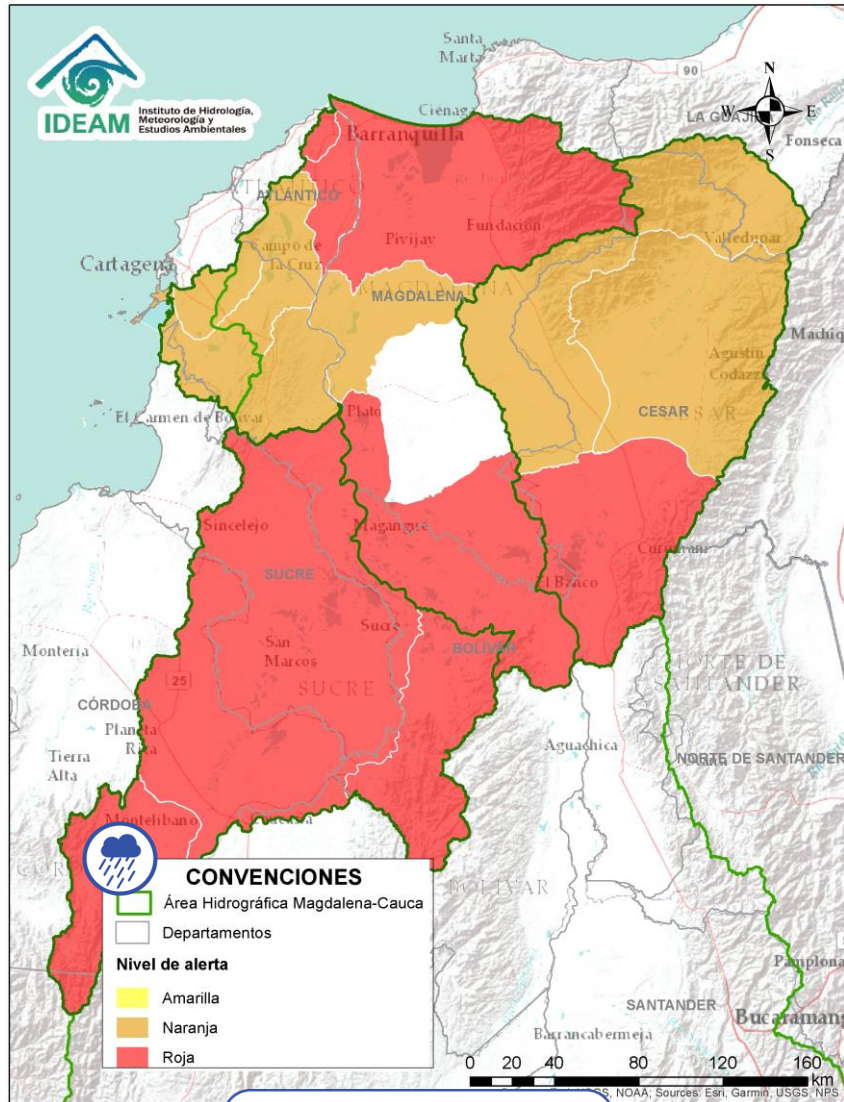 IDEAM
Instituto de Hidrología,
Meteorología y
Estudios Ambientales
Santa
Marta
90
N
W
E
S
Ciénaga
LA GUAJIRA
Fonseca
Barranquilla
ATLÁNTICO
Pivijay
Fundación
Valledupar
Campo de
la Cruz
Cartagena
MAGDALENA
Machiq
Agustín
Codazzi
CESAR
El Carmen de Bolívar
Plato
Sincelejo
Magangué
Curumaní
SUCRE
El Banco
Sucre
BOLÍVAR
Montería
San
Marcos
SUCRE
NORTE DE
SANTANDER
25
CÓRDOBA
Planeta
Rica
Aguachica
Tierra
Alta
NORTE DE SANTANDER
Montelíbano
BOLÍVAR
CONVENCIONES
Área Hidrográfica Magdalena-Cauca
Departamentos
Nivel de alerta
Amarilla
Naranja
Roja
Pamplona
SANTANDER
Bucaramang
Barrancabermeja
0 20 40 80 120 160
km
NOAA; Sources: Esri, Garmin, USGS, NPS